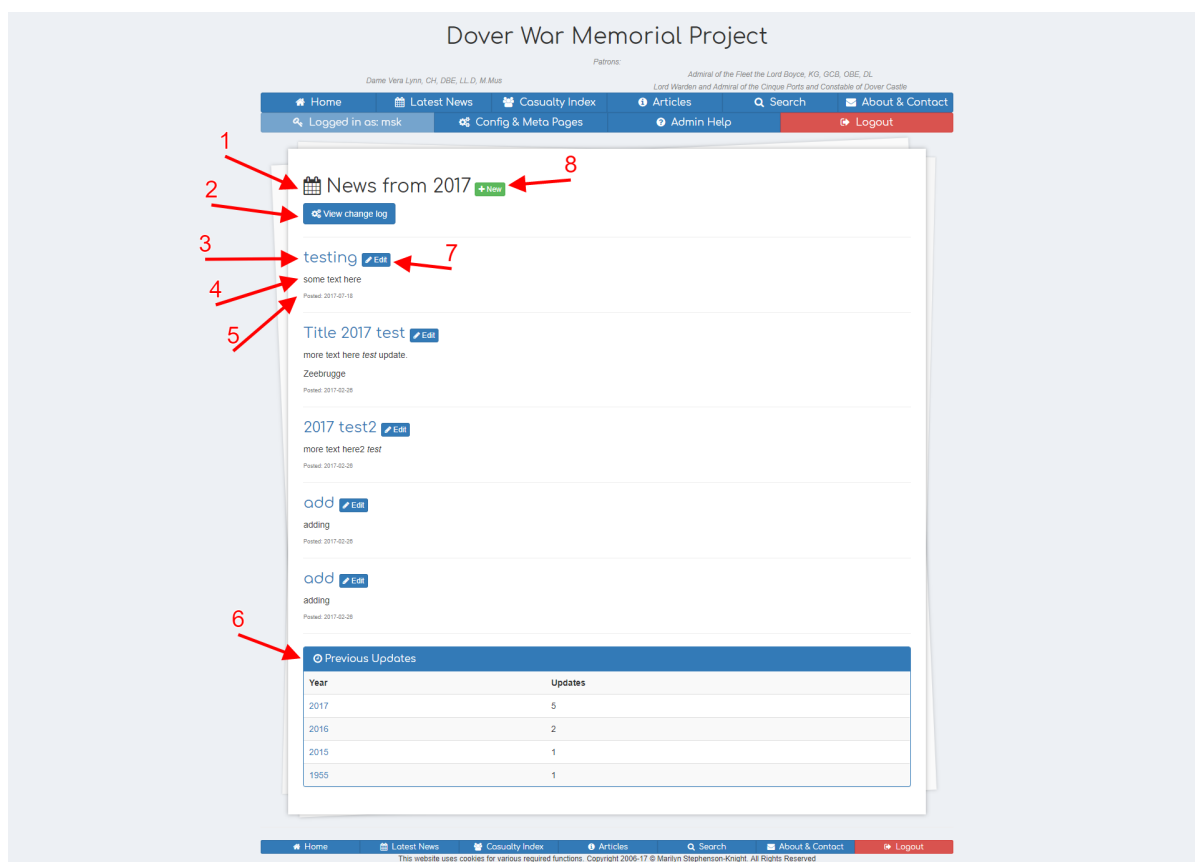 Dover War Memorial Project
Patrons:
Dame Vera Lynn, CH, DBE, LL.D, M.Mus
Admiral of the Fleet the Lord Boyce, KG, GCB, OBE, DL
Lord Warden and Admiral of the Cinque Ports and Constable of Dover Castle
Home Latest News Casualty Index Articles Search About & Contact
Logged in as: msk Config & Meta Pages Admin Help Logout
1
8
News from 2017 + New
2
View change log
3
testing Edit
7
some text here
4
Posted: 2017-07-18
5
Title 2017 test Edit
more text here test update.
Zeebrugge
Posted: 2017-02-26
2017 test2 Edit
more text here2 test
Posted: 2017-02-26
add Edit
adding
Posted: 2017-02-26
add Edit
adding
Posted: 2017-02-26
6
Previous Updates
Year Updates
2017 5
2016 2
2015 1
1955 1
Home Latest News Casualty Index Articles Search About & Contact Logout
This website uses cookies for various required functions. Copyright 2006-17 © Marilyn Stephenson-Knight. All Rights Reserved